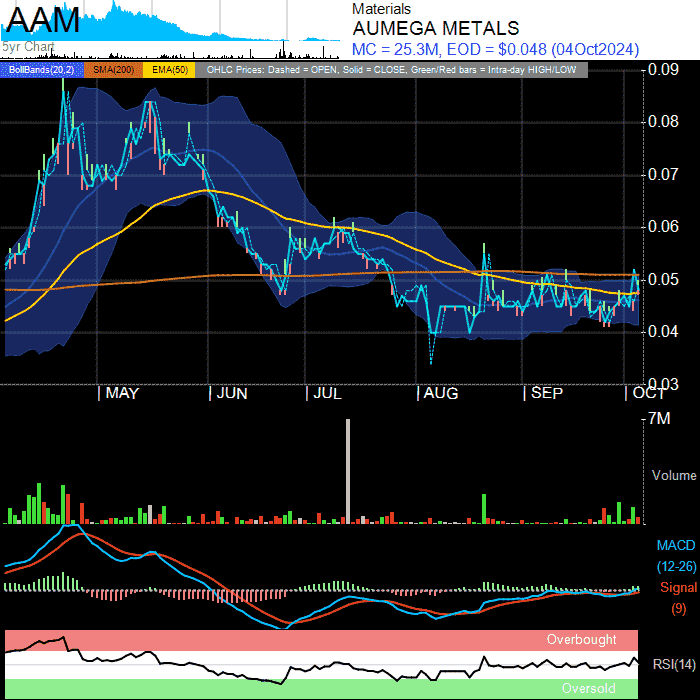 AAM
5yr Chart
Materials
AUMEGA METALS
MC = 25.3M, EOD = $0.048 (04Oct2024)
BollBands(20,2) SMA(200) EMA(50) OHLC Prices: Dashed = OPEN, Solid = CLOSE, Green/Red bars = Intra-day HIGH/LOW
0.09
0.08
0.07
0.06
0.05
0.04
0.03
MAY JUN JUL AUG SEP OCT
7M
Volume
MACD
(12-26)
Signal
(9)
Overbought
RSI(14)
Oversold